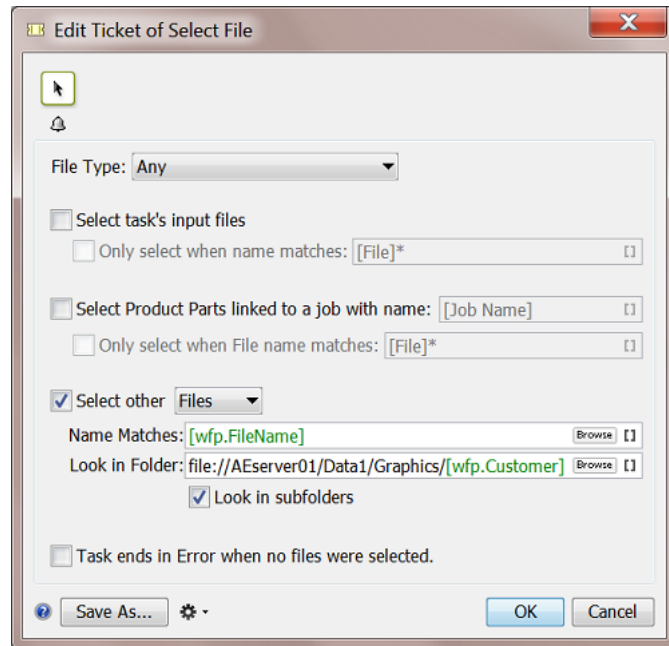 Edit Ticket of Select File
File Type: Any
Select task's input files
Only select when name matches: [File]* []
Select Product Parts linked to a job with name: [Job Name] []
Only select when File name matches: [File]* []
Select other Files
Name Matches: [wfp.FileName] Browse []
Look in Folder: file://AEserver01/Data1/Graphics/[wfp.Customer] Browse []
Look in subfolders
Task ends in Error when no files were selected.
? Save As... OK Cancel